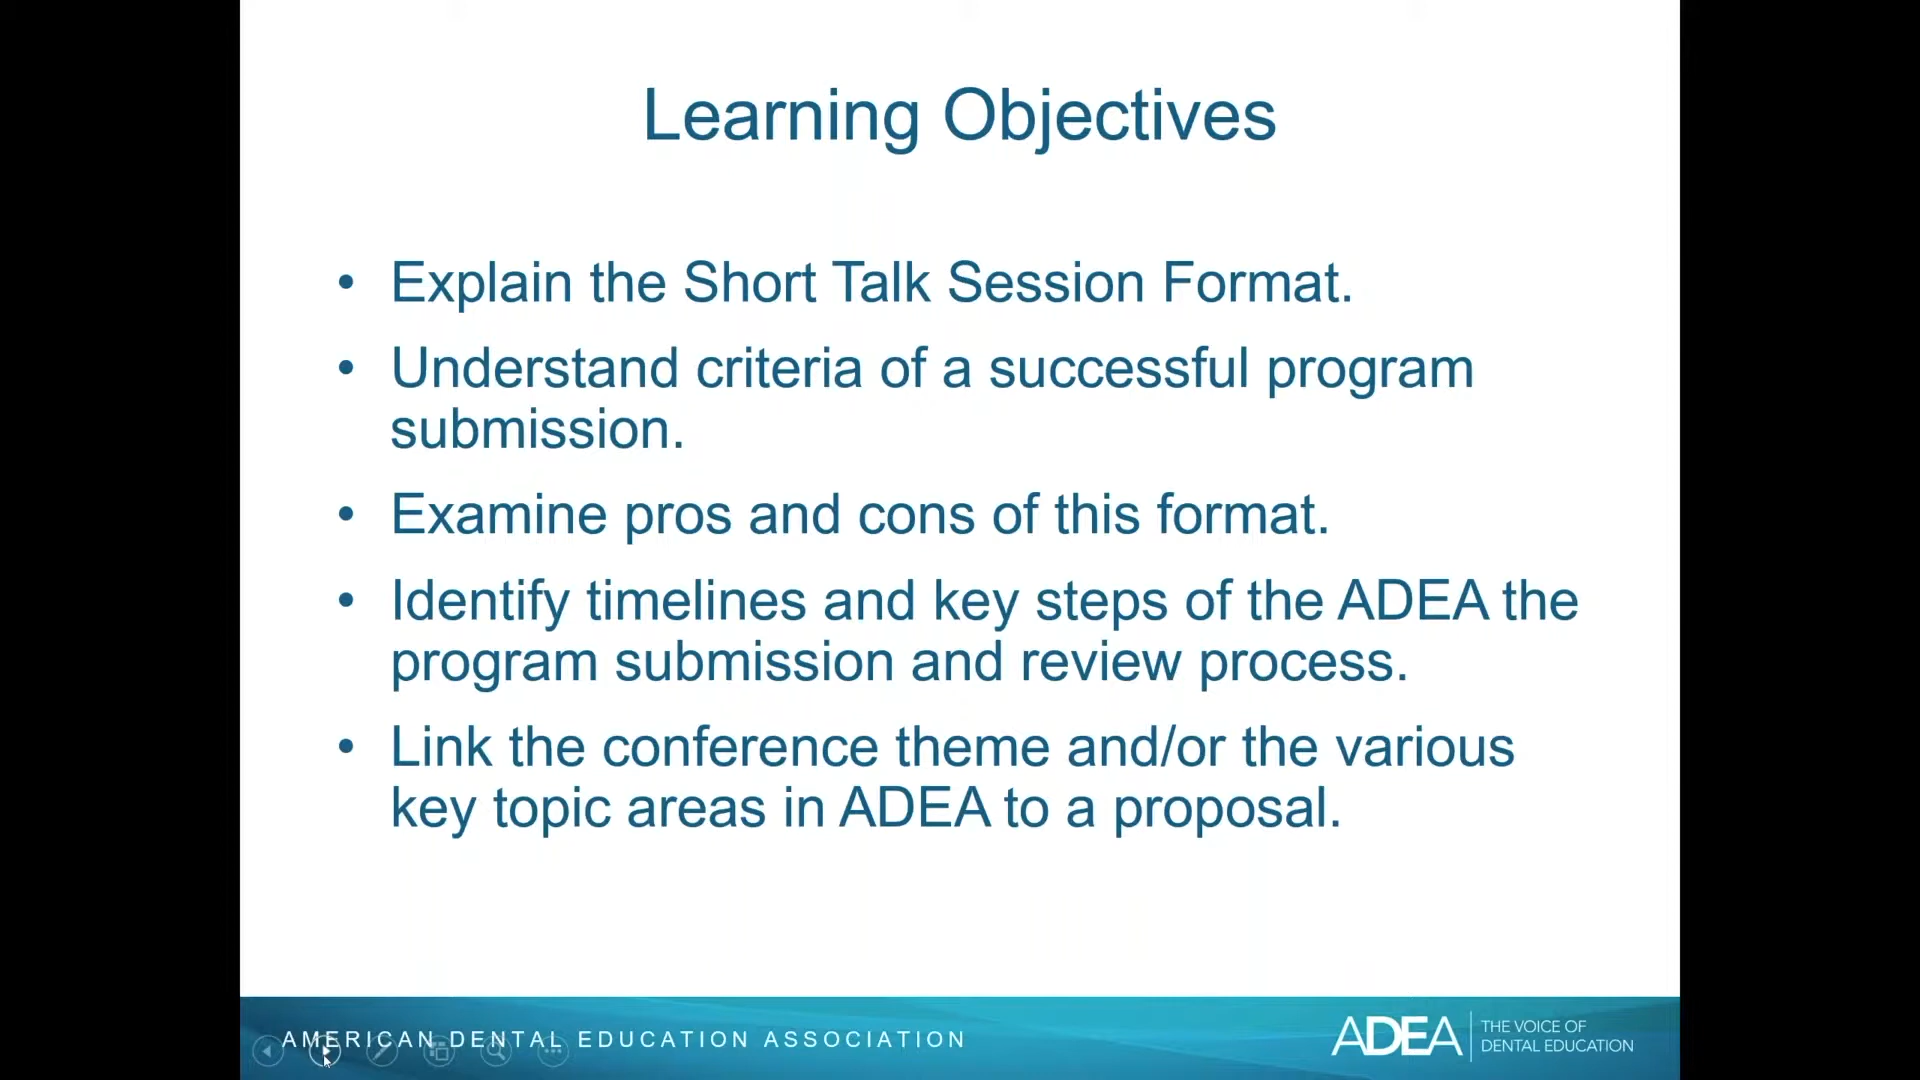 Learning Objectives
• Explain the Short Talk Session Format.
• Understand criteria of a successful program
submission.
• Examine pros and cons of this format.
• Identify timelines and key steps of the ADEA the
program submission and review process.
• Link the conference theme and/or the various
key topic areas in ADEA to a proposal.
AMERICAN DENTAL EDUCATION ASSOCIATION
ADEA
THE VOICE OF
DENTAL EDUCATION